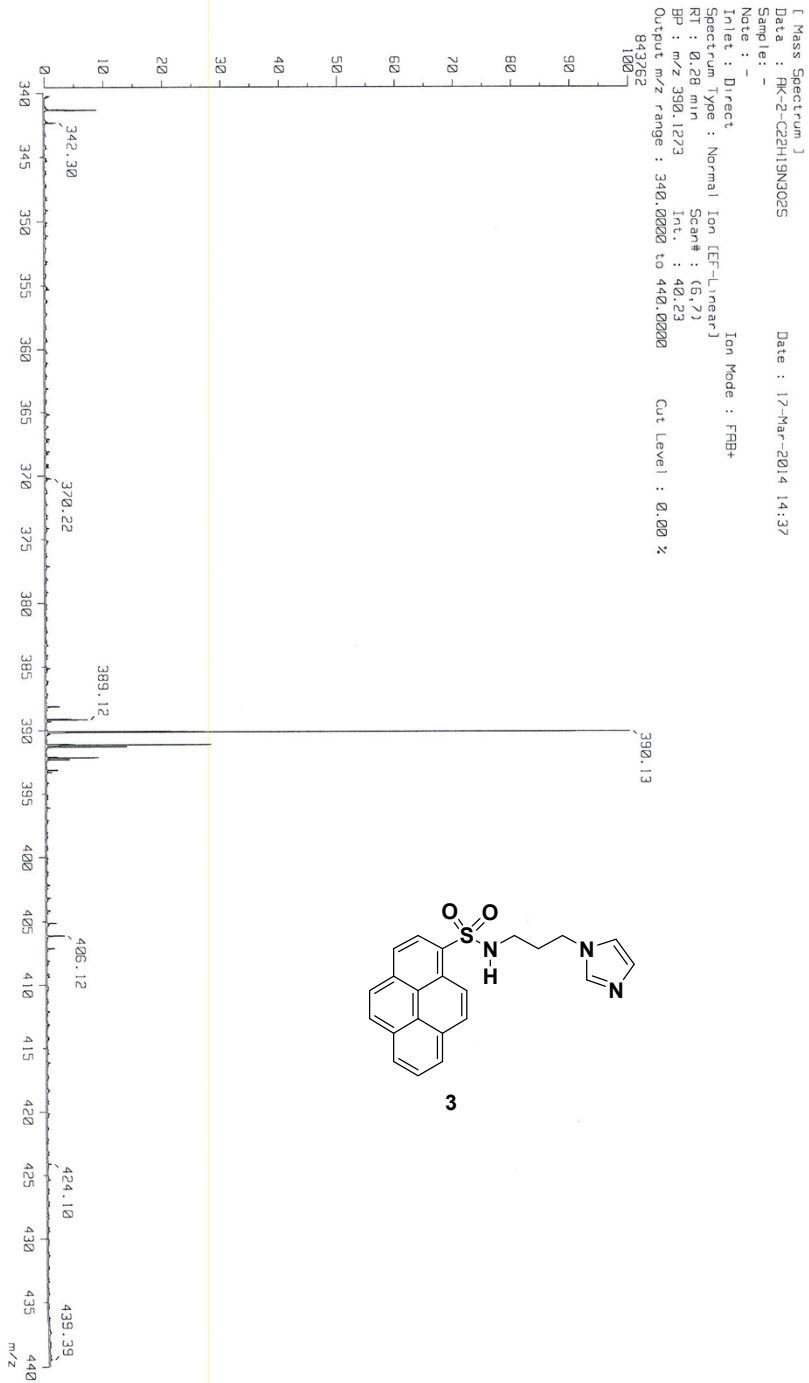 [ Mass Spectrum ]
Data : RK-2-C22H19N3O2S Date : 17-Mar-2014 14:37
Sample: -
Note : -
Inlet : Direct Ion Mode : FAB+
Spectrum Type : Normal Ion [EF-Linear]
RT : 0.28 min Scan# : (6,7)
BP : m/z 390.1273 Int. : 40.23
Output m/z range : 340.0000 to 440.0000 Cut Level : 0.00 %
843762
100
90
80
70
60
50
40
30
20
10
0
342.30
370.22
389.12
390.13
406.12
424.10
439.39
340 345 350 355 360 365 370 375 380 385 390 395 400 405 410 415 420 425 430 435 440
m/z
O O
S N N
H N
3